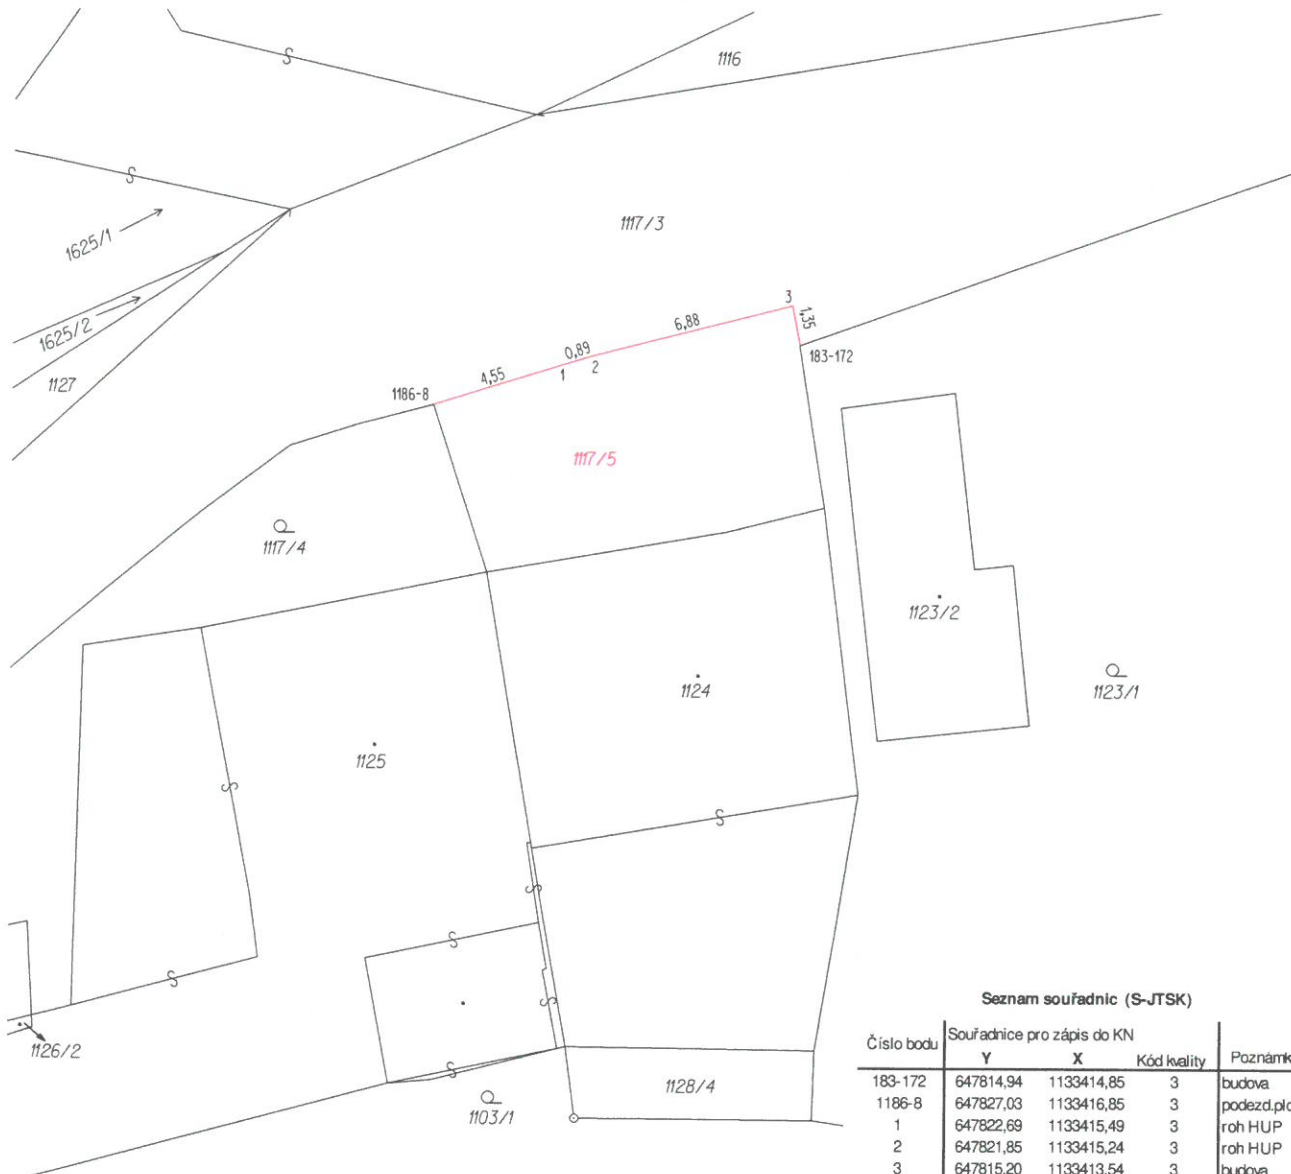 1116
1117/3
1625/1
1625/2
1127
3
1,35
6,88
0,89
1
2
4,55
183-172
1186-8
1117/5
1117/4
1123/2
1123/1
1124
1125
1126/2
1103/1
1128/4
Seznam souřadnic (S-JTSK)
Číslo bodu Souřadnice pro zápis do KN
Y X Kód kvality Poznámk
183-172 647814,94 1133414,85 3 budova
1186-8 647827,03 1133416,85 3 podezd.plo
1 647822,69 1133415,49 3 roh HUP
2 647821,85 1133415,24 3 roh HUP
3 647815,20 1133413,54 3 budova